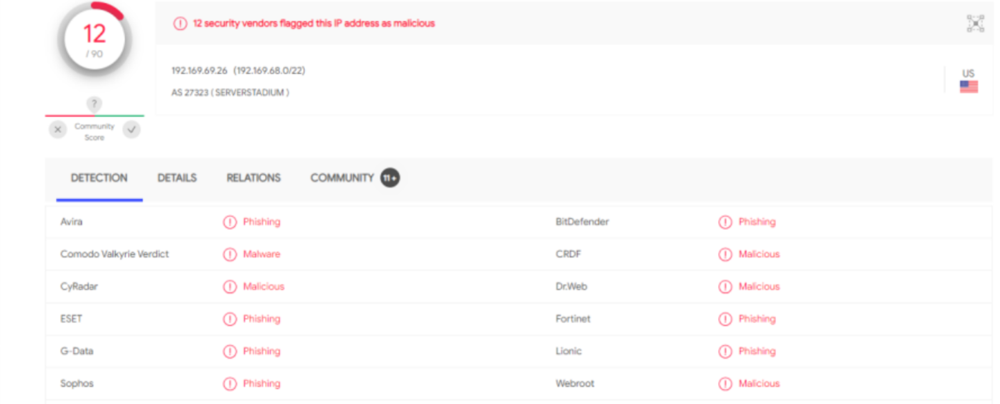 12
/ 90
12 security vendors flagged this IP address as malicious
192.169.69.26 (192.169.68.0/22)
AS 27323 ( SERVERSTADIUM )
US
?
Community
Score
DETECTION DETAILS RELATIONS COMMUNITY 11+
Avira Phishing BitDefender Phishing
Comodo Valkyrie Verdict Malware CRDF Malicious
CyRadar Malicious Dr.Web Malicious
ESET Phishing Fortinet Phishing
G-Data Phishing Lionic Phishing
Sophos Phishing Webroot Malicious